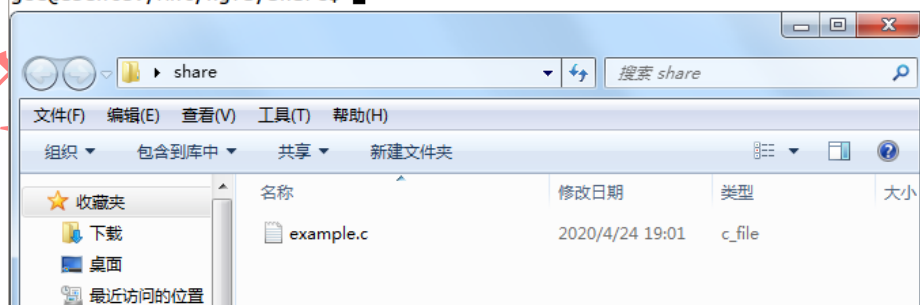 share
搜索 share
文件(F) 编辑(E) 查看(V) 工具(T) 帮助(H)
组织 包含到库中 共享 新建文件夹
收藏夹 名称 修改日期 类型 大小
下载 example.c 2020/4/24 19:01 c_file
桌面
最近访问的位置